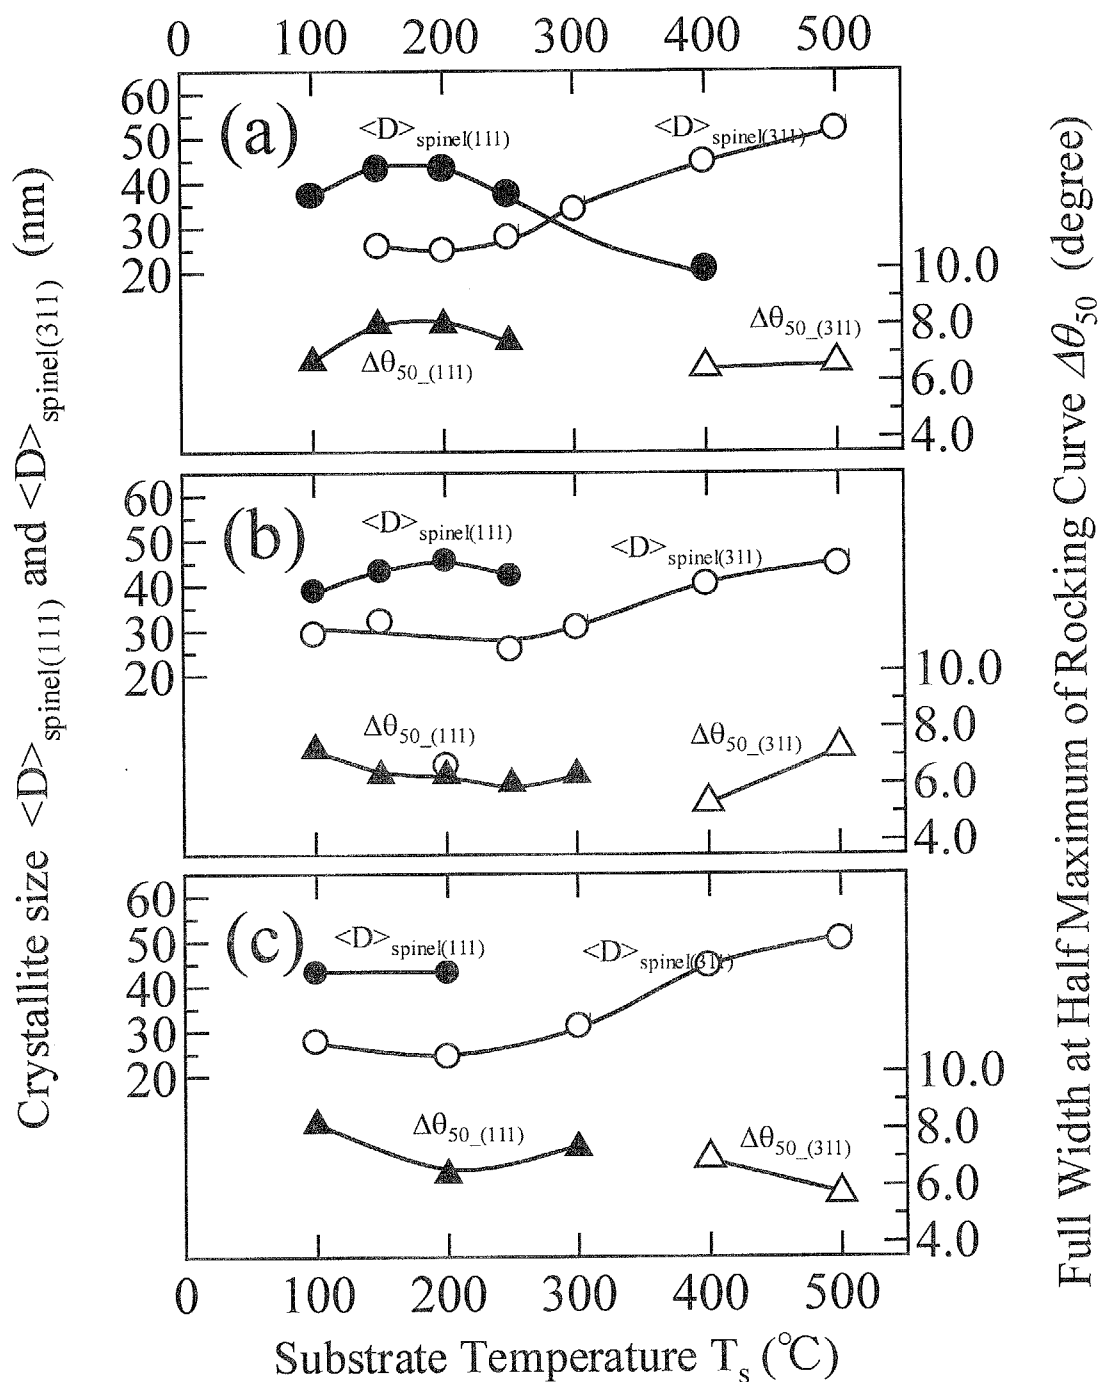 0 100 200 300 400 500
60
50
40
30
20
(a)
<D>spinel(111)
<D>spinel(311)
Δθ50_(111)
Δθ50_(311)
10.0
8.0
6.0
4.0
60
50
40
30
20
(b)
<D>spinel(111)
<D>spinel(311)
Δθ50_(111)
Δθ50_(311)
10.0
8.0
6.0
4.0
60
50
40
30
20
(c)
<D>spinel(111)
<D>spinel(311)
Δθ50_(111)
Δθ50_(311)
10.0
8.0
6.0
4.0
0 100 200 300 400 500
Substrate Temperature Ts (℃)
Crystallite size <D>spinel(111) and <D>spinel(311) (nm)
Full Width at Half Maximum of Rocking Curve Δθ50 (degree)